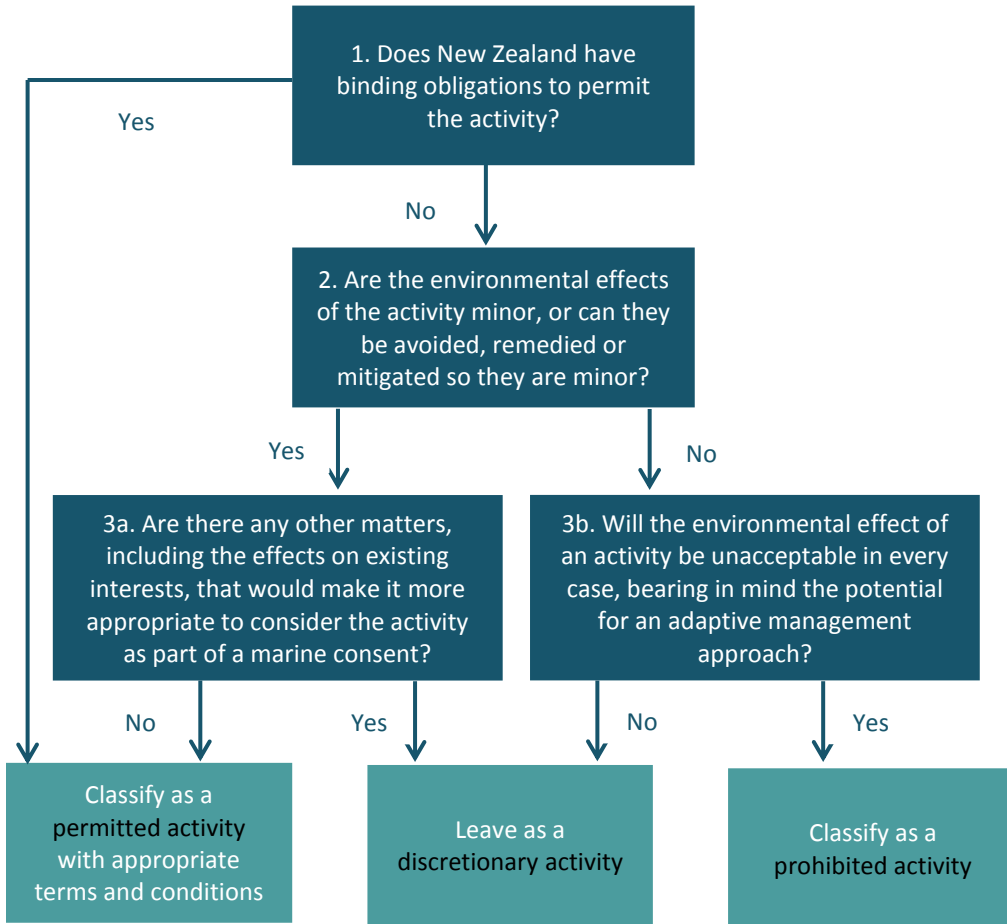 1. Does New Zealand have
binding obligations to permit
the activity?
Yes
No
2. Are the environmental effects
of the activity minor, or can they
be avoided, remedied or
mitigated so they are minor?
Yes
No
3a. Are there any other matters,
including the effects on existing
interests, that would make it more
appropriate to consider the activity
as part of a marine consent?
3b. Will the environmental effect of
an activity be unacceptable in every
case, bearing in mind the potential
for an adaptive management
approach?
No
Yes
No
Yes
Classify as a
permitted activity
with appropriate
terms and conditions
Leave as a
discretionary activity
Classify as a
prohibited activity